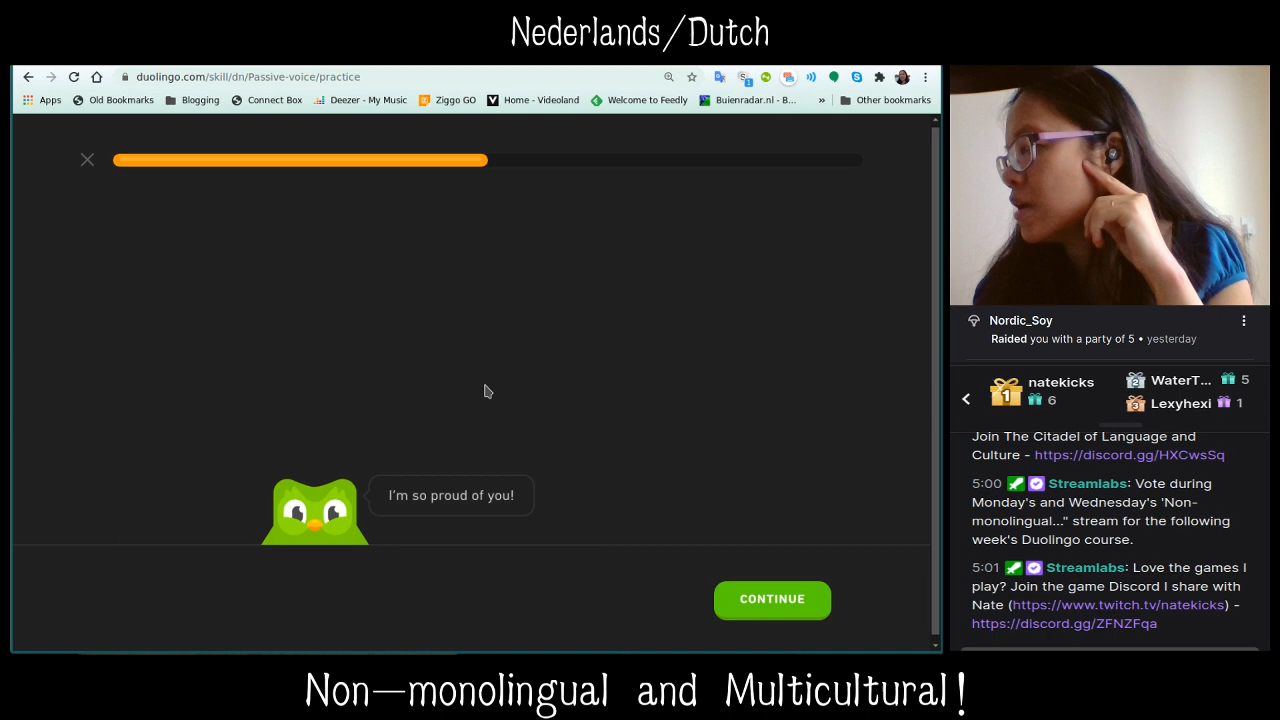 Nederlands/Dutch
duolingo.com/skill/dn/Passive-voice/practice
Apps Old Bookmarks Blogging Connect Box Deezer - My Music Ziggo GO Home - Videoland Welcome to Feedly Buienradar.nl - B... » Other bookmarks
I'm so proud of you!
CONTINUE
Nordic_Soy
Raided you with a party of 5 • yesterday
1 natekicks 6
2 WaterT... 5
3 Lexyhexi 1
Join The Citadel of Language and
Culture - https://discord.gg/HXCwsSq
5:00 Streamlabs: Vote during
Monday's and Wednesday's 'Non-
monolingual..." stream for the following
week's Duolingo course.
5:01 Streamlabs: Love the games I
play? Join the game Discord I share with
Nate (https://www.twitch.tv/natekicks) -
https://discord.gg/ZFNZFqa
Non-monolingual and Multicultural!